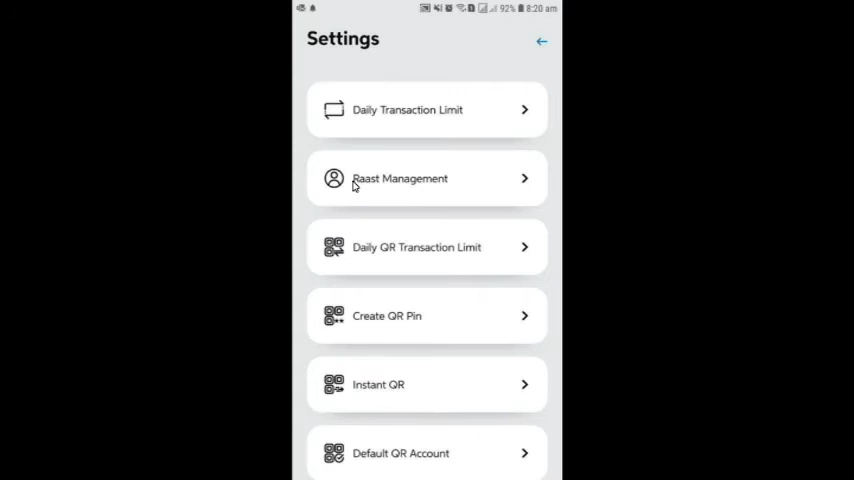 92% 8:20 am
Settings
Daily Transaction Limit
Raast Management
Daily QR Transaction Limit
Create QR Pin
Instant QR
Default QR Account